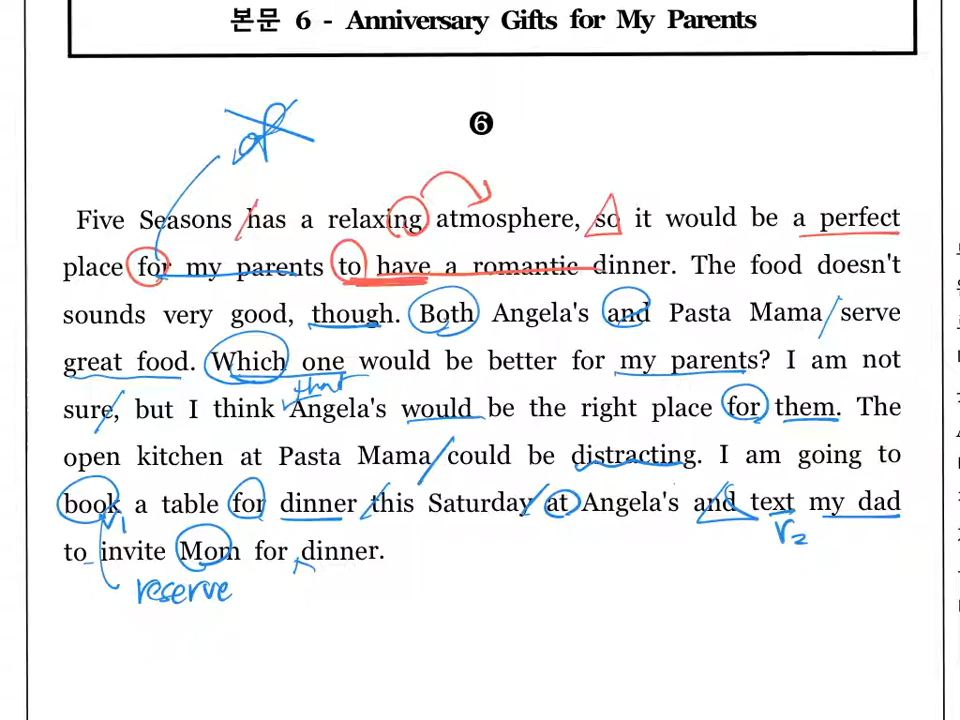 본문 6 - Anniversary Gifts for My Parents
of
❻
Five Seasons has a relaxing atmosphere, so it would be a perfect
place for my parents to have a romantic dinner. The food doesn't
sounds very good, though. Both Angela's and Pasta Mama serve
great food. Which one would be better for my parents? I am not
that
sure, but I think Angela's would be the right place for them. The
open kitchen at Pasta Mama could be distracting. I am going to
book a table for dinner this Saturday at Angela's and text my dad
V1
V2
to invite Mom for dinner.
reserve